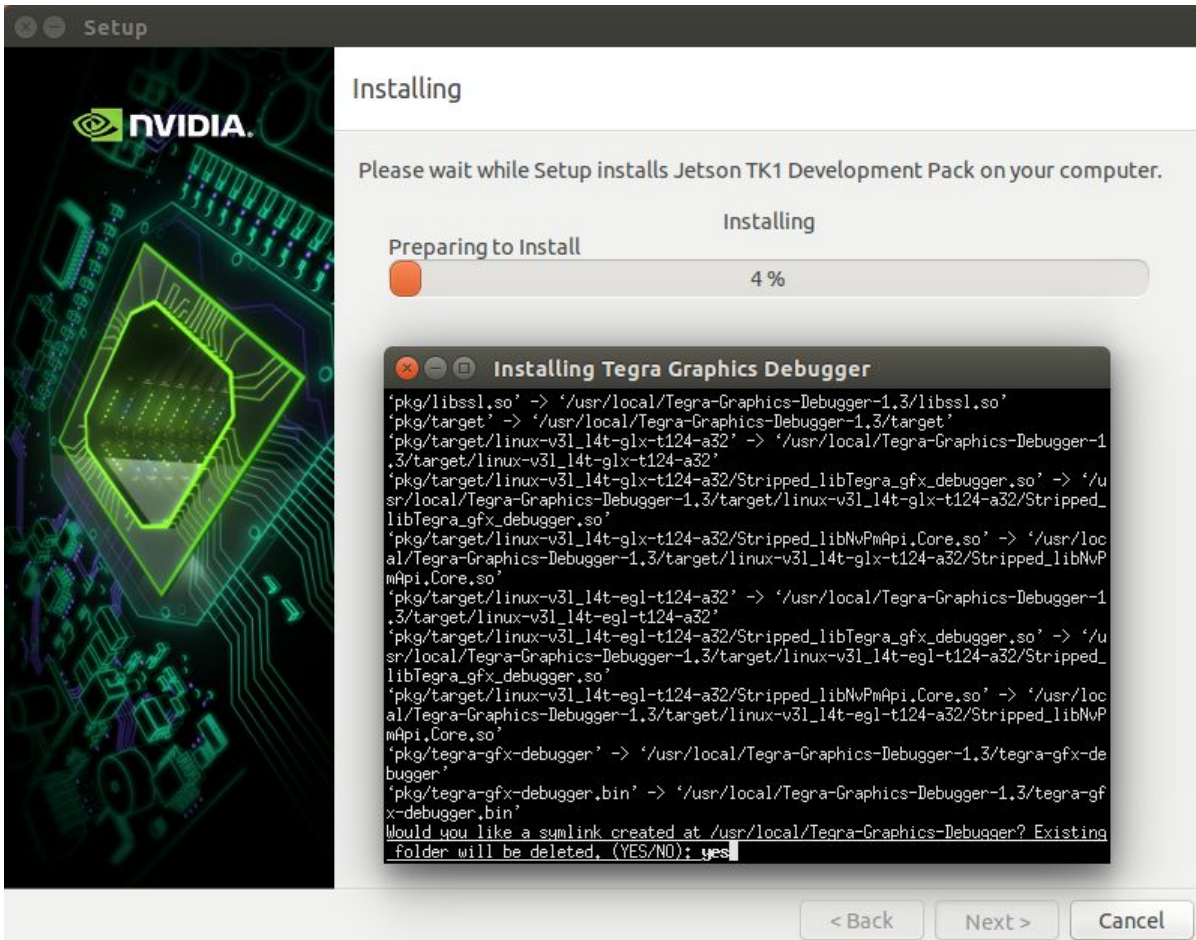 Setup
NVIDIA.
Installing
Please wait while Setup installs Jetson TK1 Development Pack on your computer.
Installing
Preparing to Install
4 %
Installing Tegra Graphics Debugger
‘pkg/libssl.so’ -> ‘/usr/local/Tegra-Graphics-Debugger-1.3/libssl.so’
‘pkg/target’ -> ‘/usr/local/Tegra-Graphics-Debugger-1.3/target’
‘pkg/target/linux-v3l_l4t-glx-t124-a32’ -> ‘/usr/local/Tegra-Graphics-Debugger-1
.3/target/linux-v3l_l4t-glx-t124-a32’
‘pkg/target/linux-v3l_l4t-glx-t124-a32/Stripped_libTegra_gfx_debugger.so’ -> ‘/u
sr/local/Tegra-Graphics-Debugger-1.3/target/linux-v3l_l4t-glx-t124-a32/Stripped_
libTegra_gfx_debugger.so’
‘pkg/target/linux-v3l_l4t-glx-t124-a32/Stripped_libNvPmApi.Core.so’ -> ‘/usr/loc
al/Tegra-Graphics-Debugger-1.3/target/linux-v3l_l4t-glx-t124-a32/Stripped_libNvP
mApi.Core.so’
‘pkg/target/linux-v3l_l4t-egl-t124-a32’ -> ‘/usr/local/Tegra-Graphics-Debugger-1
.3/target/linux-v3l_l4t-egl-t124-a32’
‘pkg/target/linux-v3l_l4t-egl-t124-a32/Stripped_libTegra_gfx_debugger.so’ -> ‘/u
sr/local/Tegra-Graphics-Debugger-1.3/target/linux-v3l_l4t-egl-t124-a32/Stripped_
libTegra_gfx_debugger.so’
‘pkg/target/linux-v3l_l4t-egl-t124-a32/Stripped_libNvPmApi.Core.so’ -> ‘/usr/loc
al/Tegra-Graphics-Debugger-1.3/target/linux-v3l_l4t-egl-t124-a32/Stripped_libNvP
mApi.Core.so’
‘pkg/tegra-gfx-debugger’ -> ‘/usr/local/Tegra-Graphics-Debugger-1.3/tegra-gfx-de
bugger’
‘pkg/tegra-gfx-debugger.bin’ -> ‘/usr/local/Tegra-Graphics-Debugger-1.3/tegra-gf
x-debugger.bin’
Would you like a symlink created at /usr/local/Tegra-Graphics-Debugger? Existing
 folder will be deleted. (YES/NO): yes
< Back
Next >
Cancel